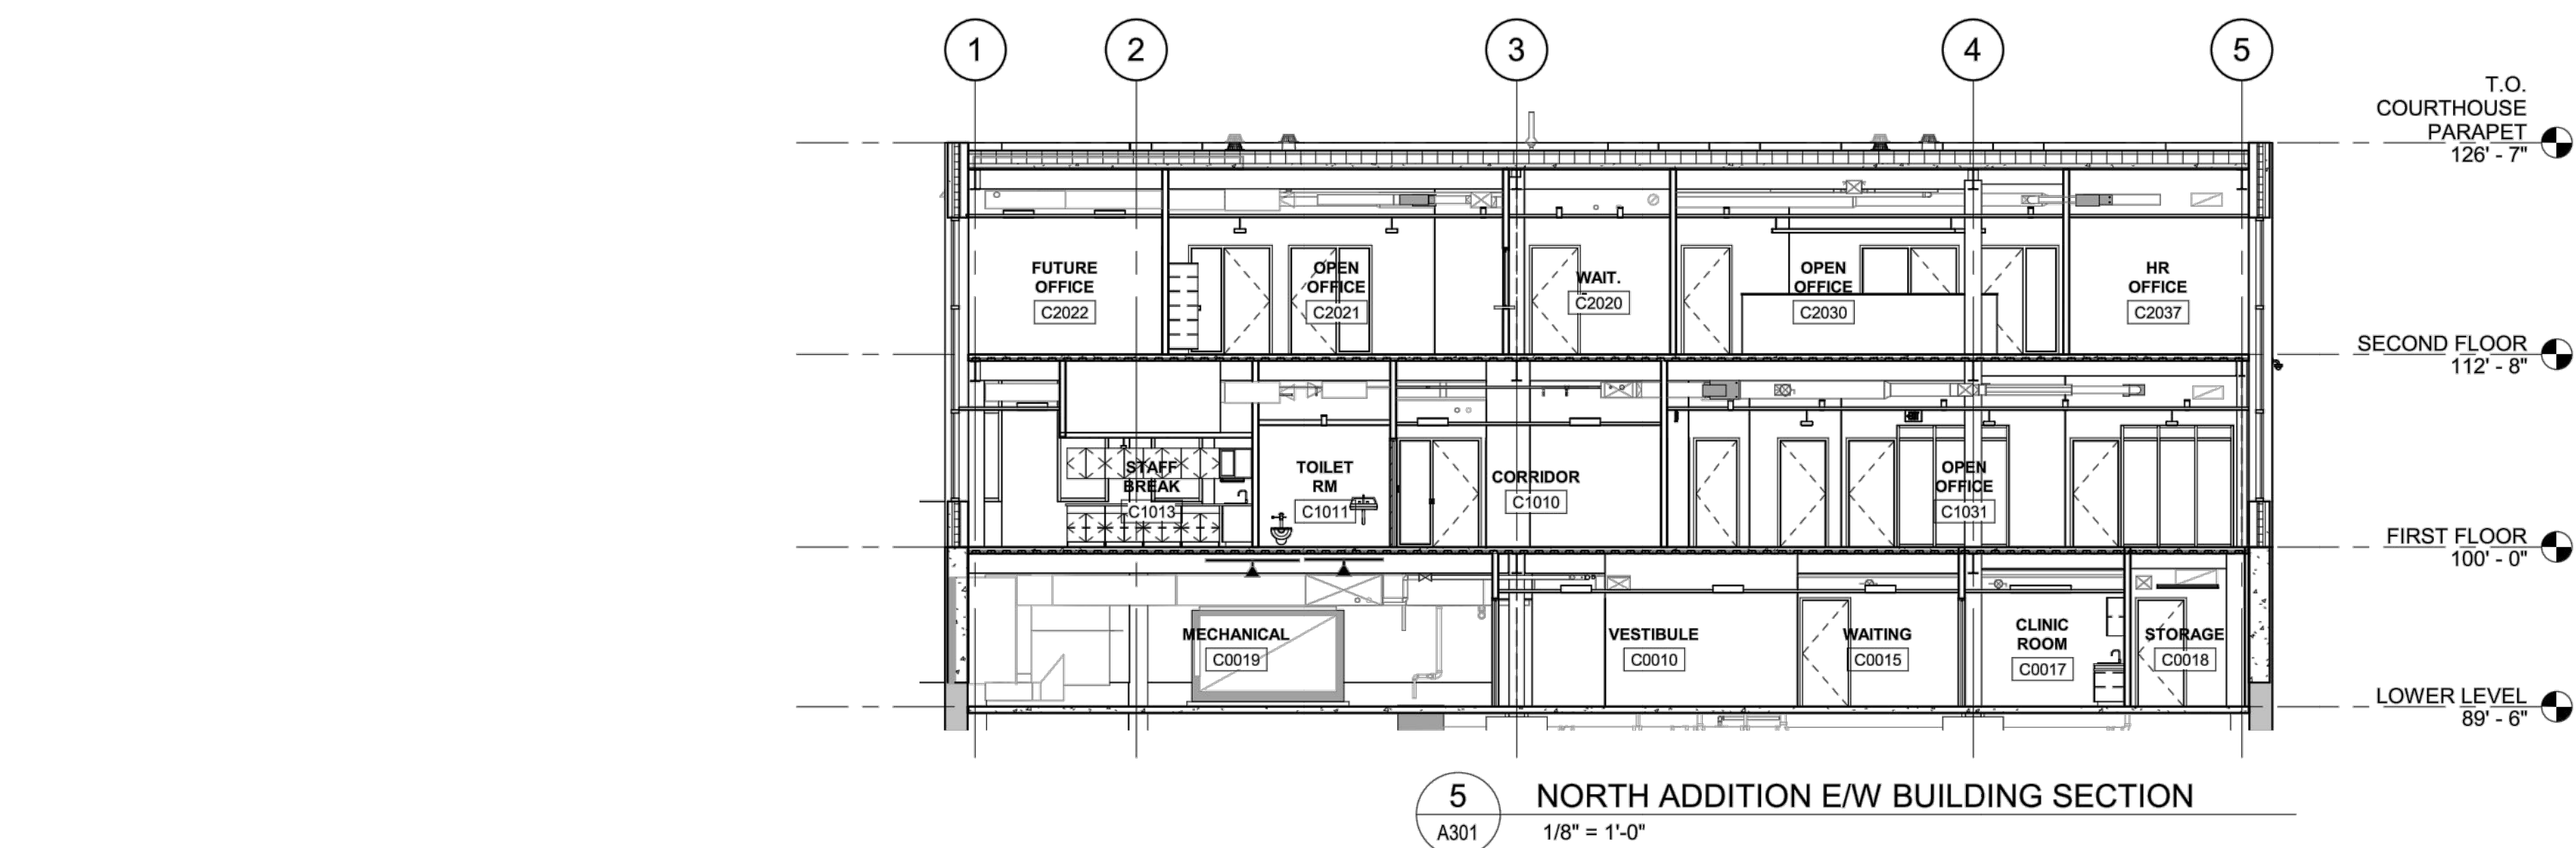 1
2
3
4
5
T.O.
COURTHOUSE
PARAPET
126' - 7"
FUTURE
OFFICE
C2022
OPEN
OFFICE
C2021
WAIT.
C2020
OPEN
OFFICE
C2030
HR
OFFICE
C2037
SECOND FLOOR
112' - 8"
STAFF
BREAK
C1013
TOILET
RM
C1011
CORRIDOR
C1010
OPEN
OFFICE
C1031
FIRST FLOOR
100' - 0"
MECHANICAL
C0019
VESTIBULE
C0010
WAITING
C0015
CLINIC
ROOM
C0017
STORAGE
C0018
LOWER LEVEL
89' - 6"
5
A301
NORTH ADDITION E/W BUILDING SECTION
1/8" = 1'-0"